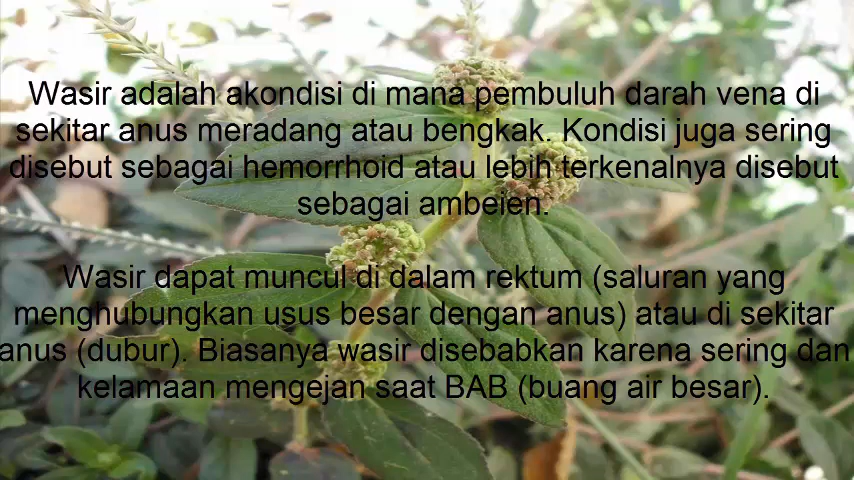 Wasir adalah akondisi di mana pembuluh darah vena di
sekitar anus meradang atau bengkak. Kondisi juga sering
disebut sebagai hemorrhoid atau lebih terkenalnya disebut
sebagai ambeien.
Wasir dapat muncul di dalam rektum (saluran yang
menghubungkan usus besar dengan anus) atau di sekitar
anus (dubur). Biasanya wasir disebabkan karena sering dan
kelamaan mengejan saat BAB (buang air besar).